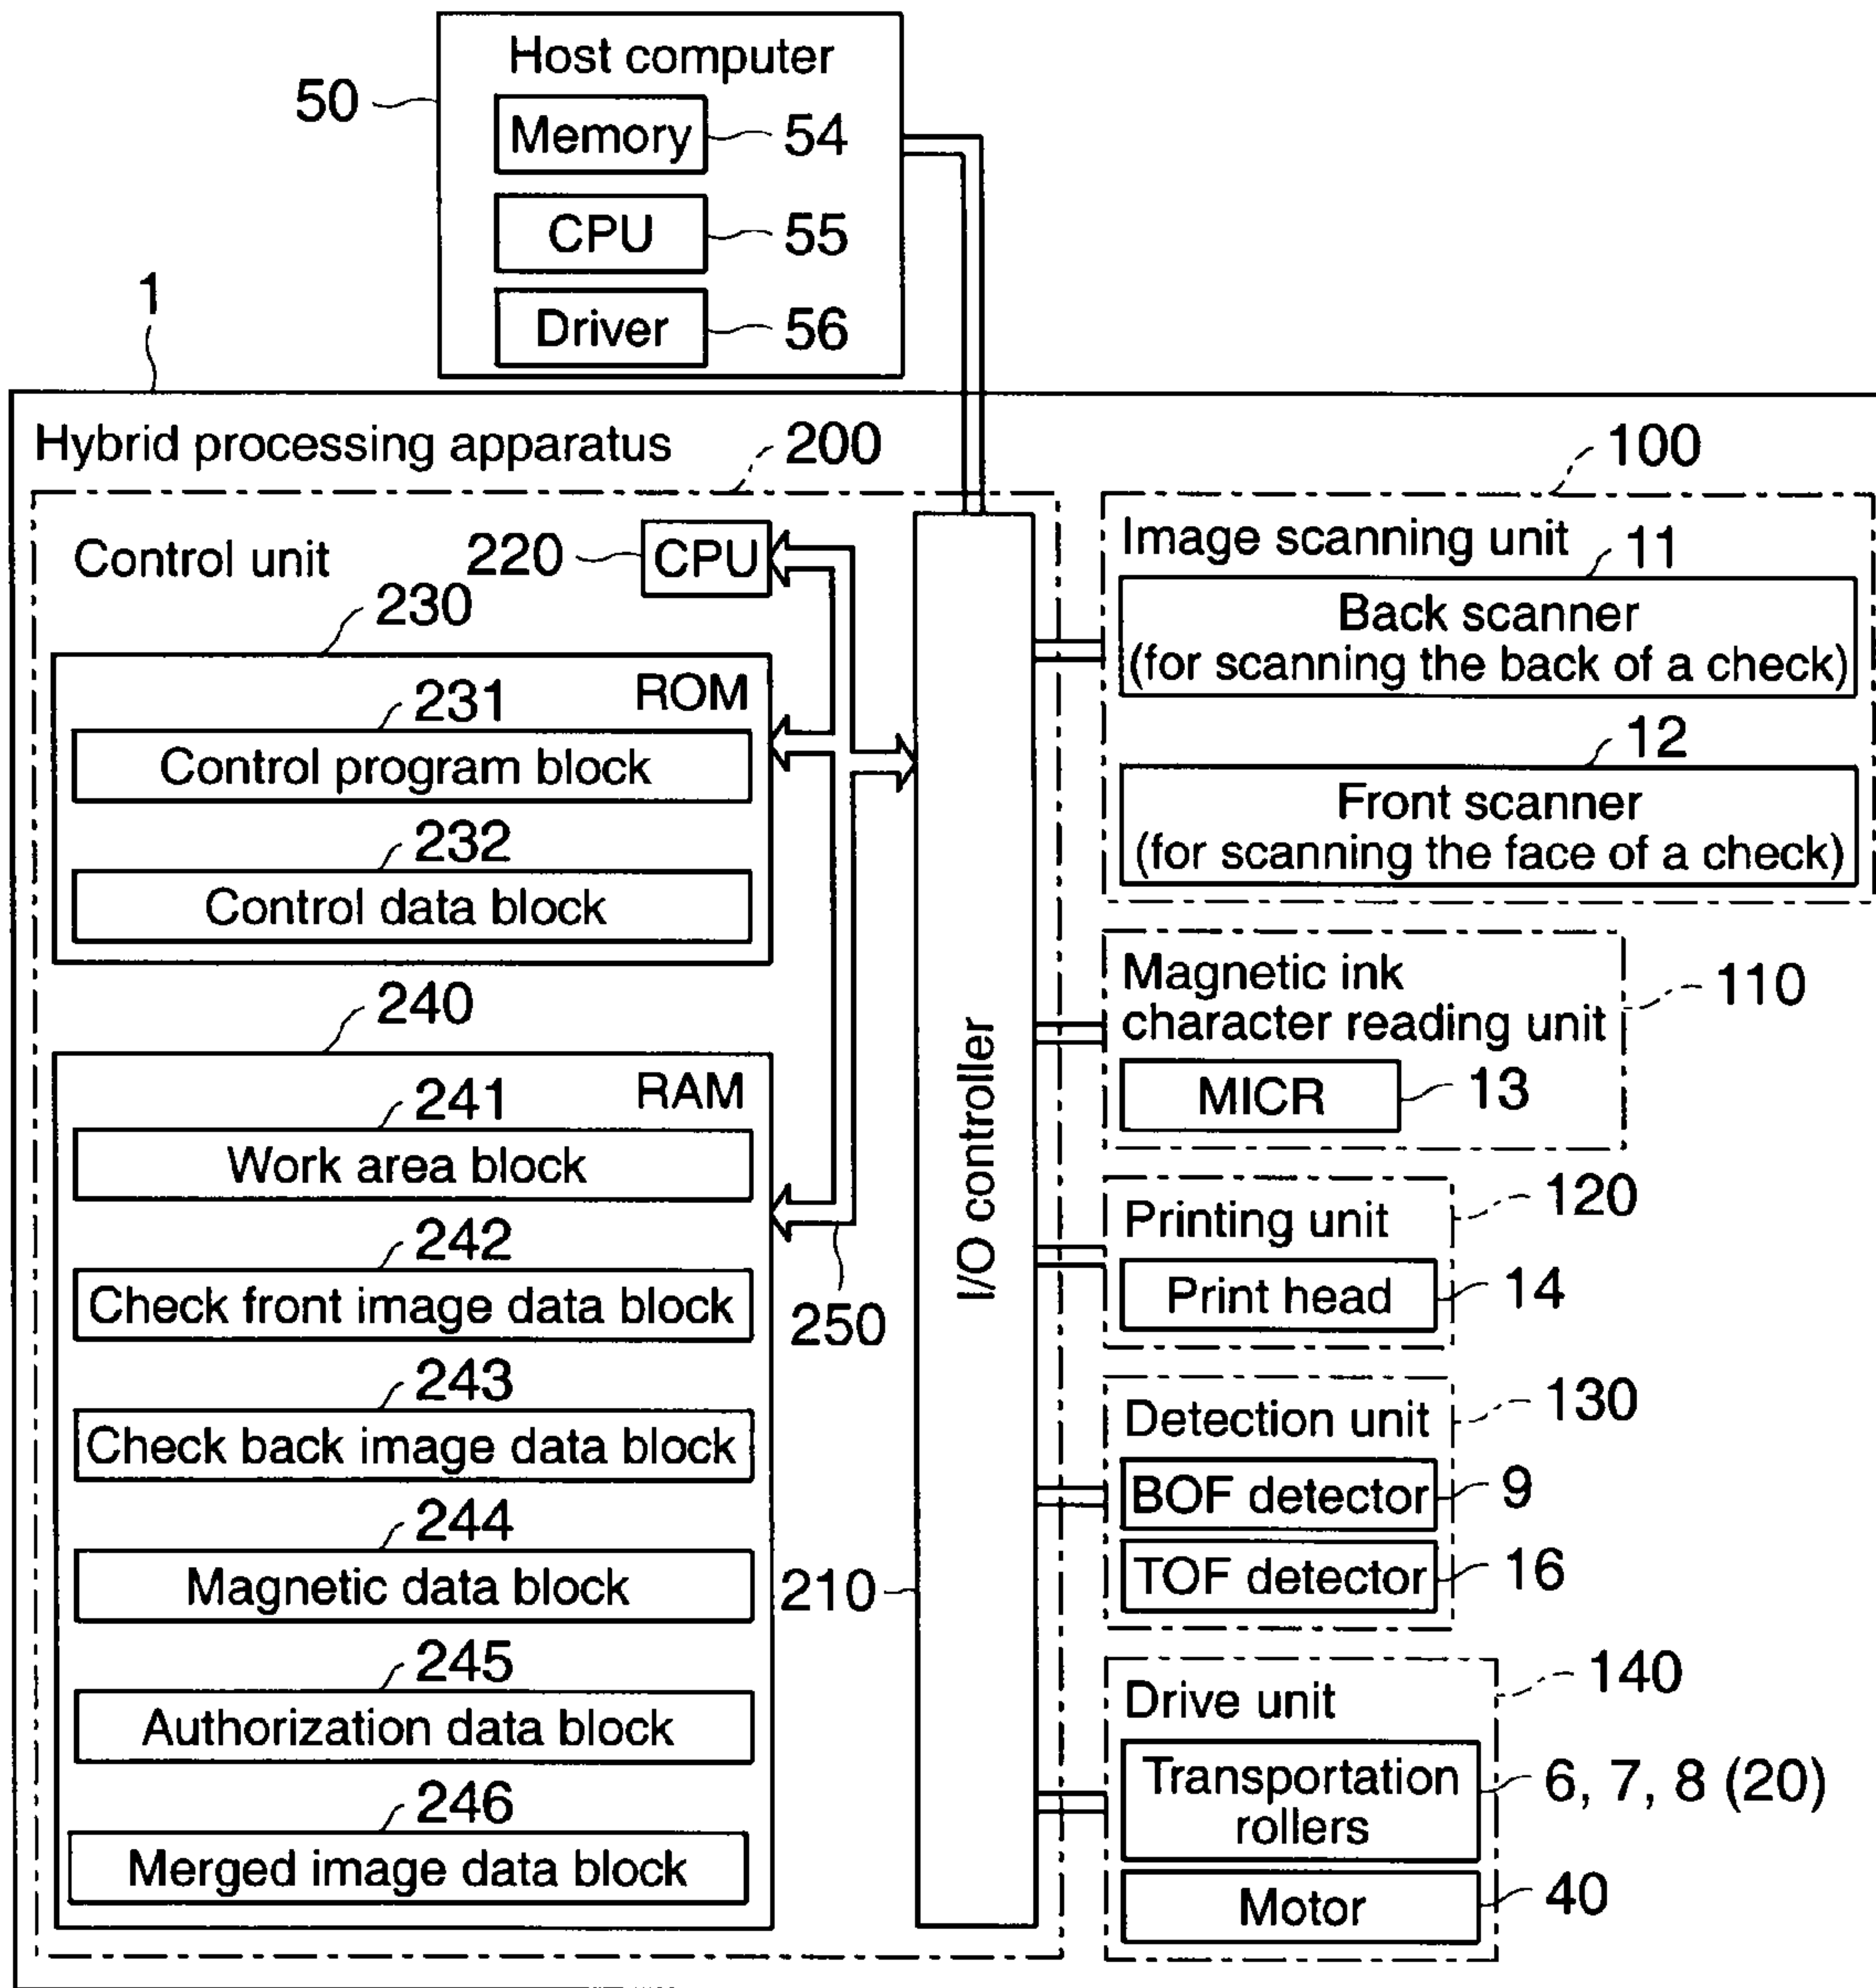 Host computer
50
Memory
54
CPU
55
Driver
56
1
Hybrid processing apparatus
200
100
Control unit
220
CPU
230
ROM
231
Control program block
232
Control data block
240
RAM
241
Work area block
242
Check front image data block
250
243
Check back image data block
244
Magnetic data block
210
245
Authorization data block
246
Merged image data block
I/O controller
Image scanning unit
11
Back scanner
(for scanning the back of a check)
12
Front scanner
(for scanning the face of a check)
Magnetic ink
character reading unit
110
MICR
13
Printing unit
120
Print head
14
Detection unit
130
BOF detector
9
TOF detector
16
Drive unit
140
Transportation
rollers
6, 7, 8 (20)
Motor
40